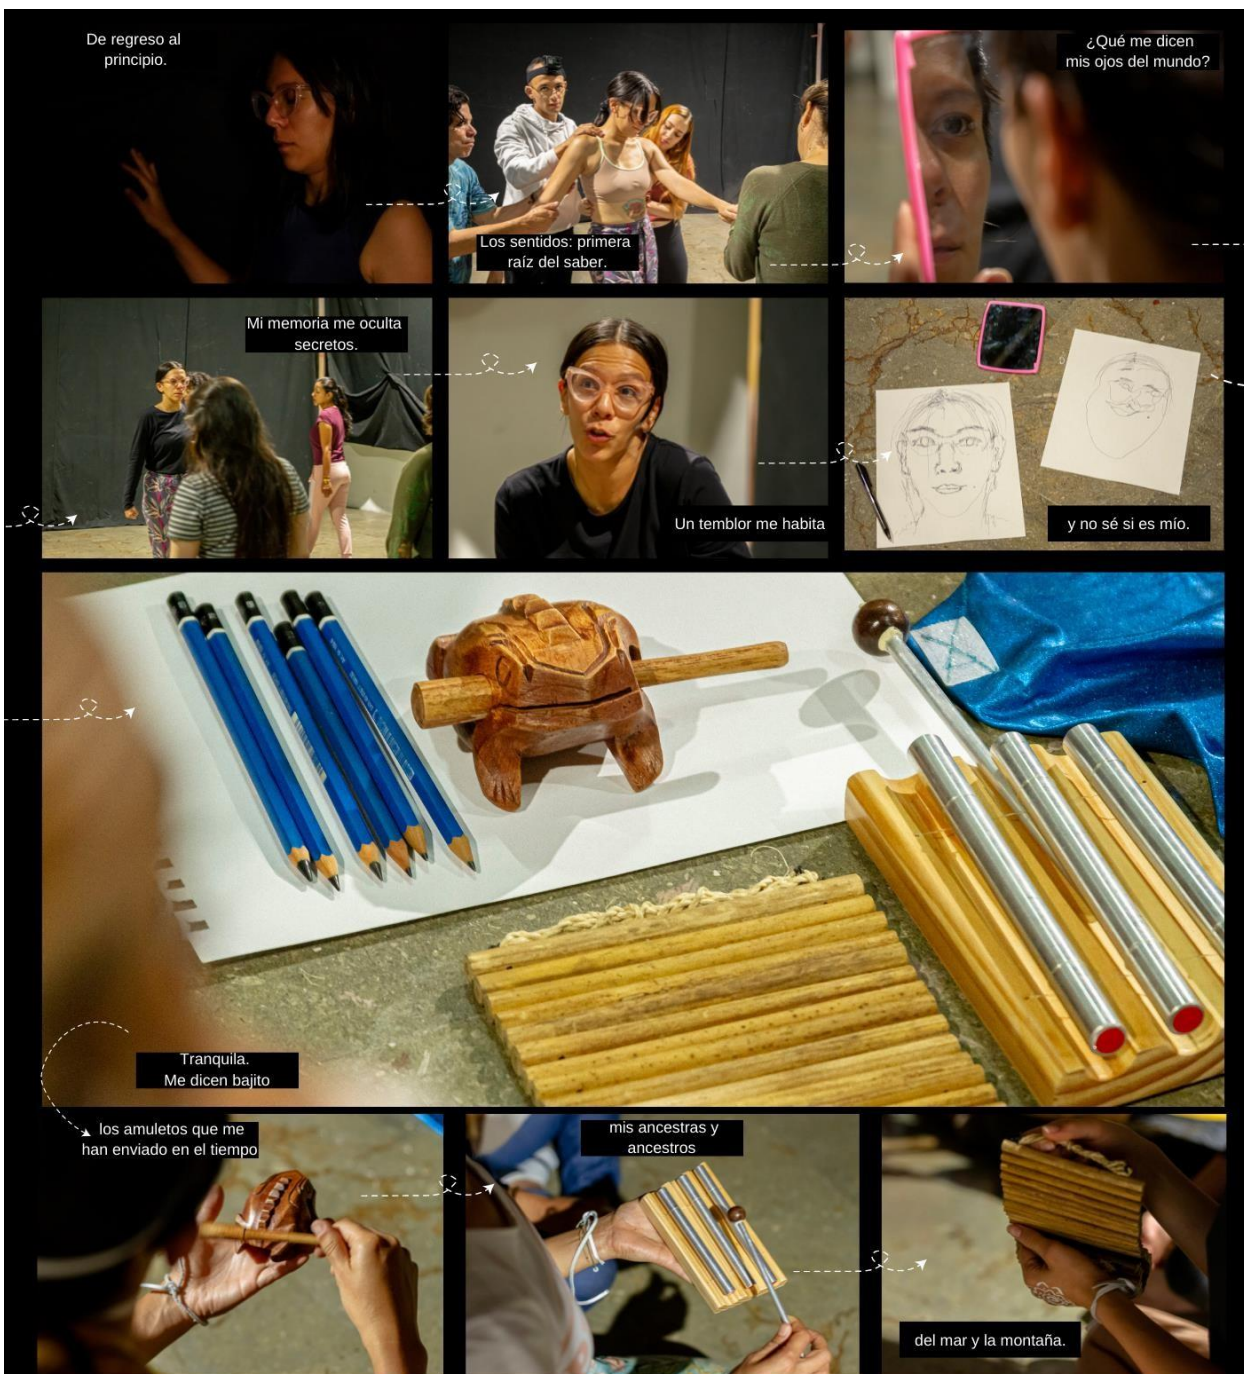 De regreso al
principio.
Los sentidos: primera
raíz del saber.
¿Qué me dicen
mis ojos del mundo?
Mi memoria me oculta
secretos.
Un temblor me habita
y no sé si es mío.
Tranquila.
Me dicen bajito
los amuletos que me
han enviado en el tiempo
mis ancestras y
ancestros
del mar y la montaña.